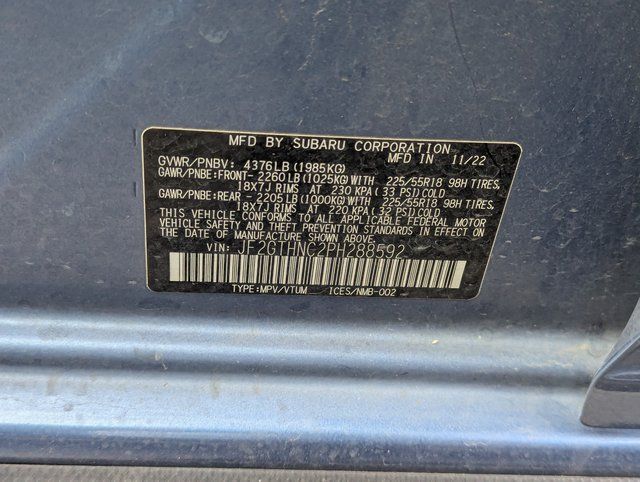 MFD BY SUBARU CORPORATION
GVWR/PNBV: 4376LB(1985KG) MFD IN 11/22
GAWR/PNBE:FRONT- 2260LB(1025KG)WITH 225/55R18 98H TIRES,
18X7J RIMS AT 230 KPA(33 PSI)COLD
GAWR/PNBE:REAR - 2205LB(1000KG)WITH 225/55R18 98H TIRES,
18X7J RIMS AT 220 KPA(32 PSI)COLD
THIS VEHICLE CONFORMS TO ALL APPLICABLE FEDERAL MOTOR
VEHICLE SAFETY AND THEFT PREVENTION STANDARDS IN EFFECT ON
THE DATE OF MANUFACTURE SHOWN ABOVE.
VIN: JF2GTHNC2PH288592
TYPE:MPV/VTUM ICES/NMB-002